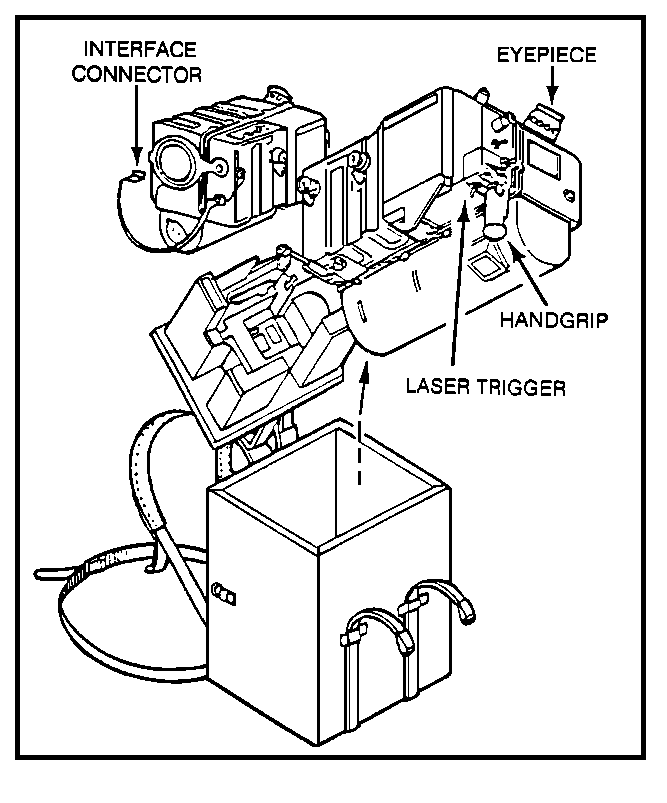 INTERFACE
CONNECTOR
EYEPIECE
HANDGRIP
LASER TRIGGER